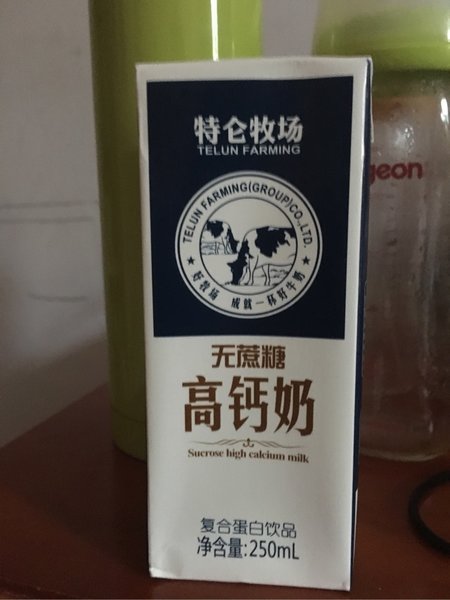 特仑牧场
TELUN FARMING
TELUN FARMING(GROUP)CO.,LTD.
★ 好牧场 成就一杯好牛奶 ★
无蔗糖
高钙奶
Sucrose high calcium milk
复合蛋白饮品
净含量:250mL
geon